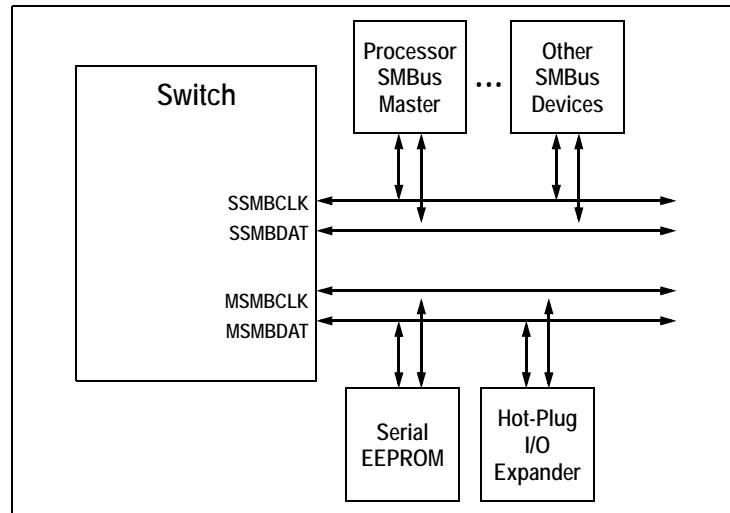 Switch
Processor
SMBus
Master
...
Other
SMBus
Devices
SSMBCLK
SSMBDAT
MSMBCLK
MSMBDAT
Serial
EEPROM
Hot-Plug
I/O
Expander